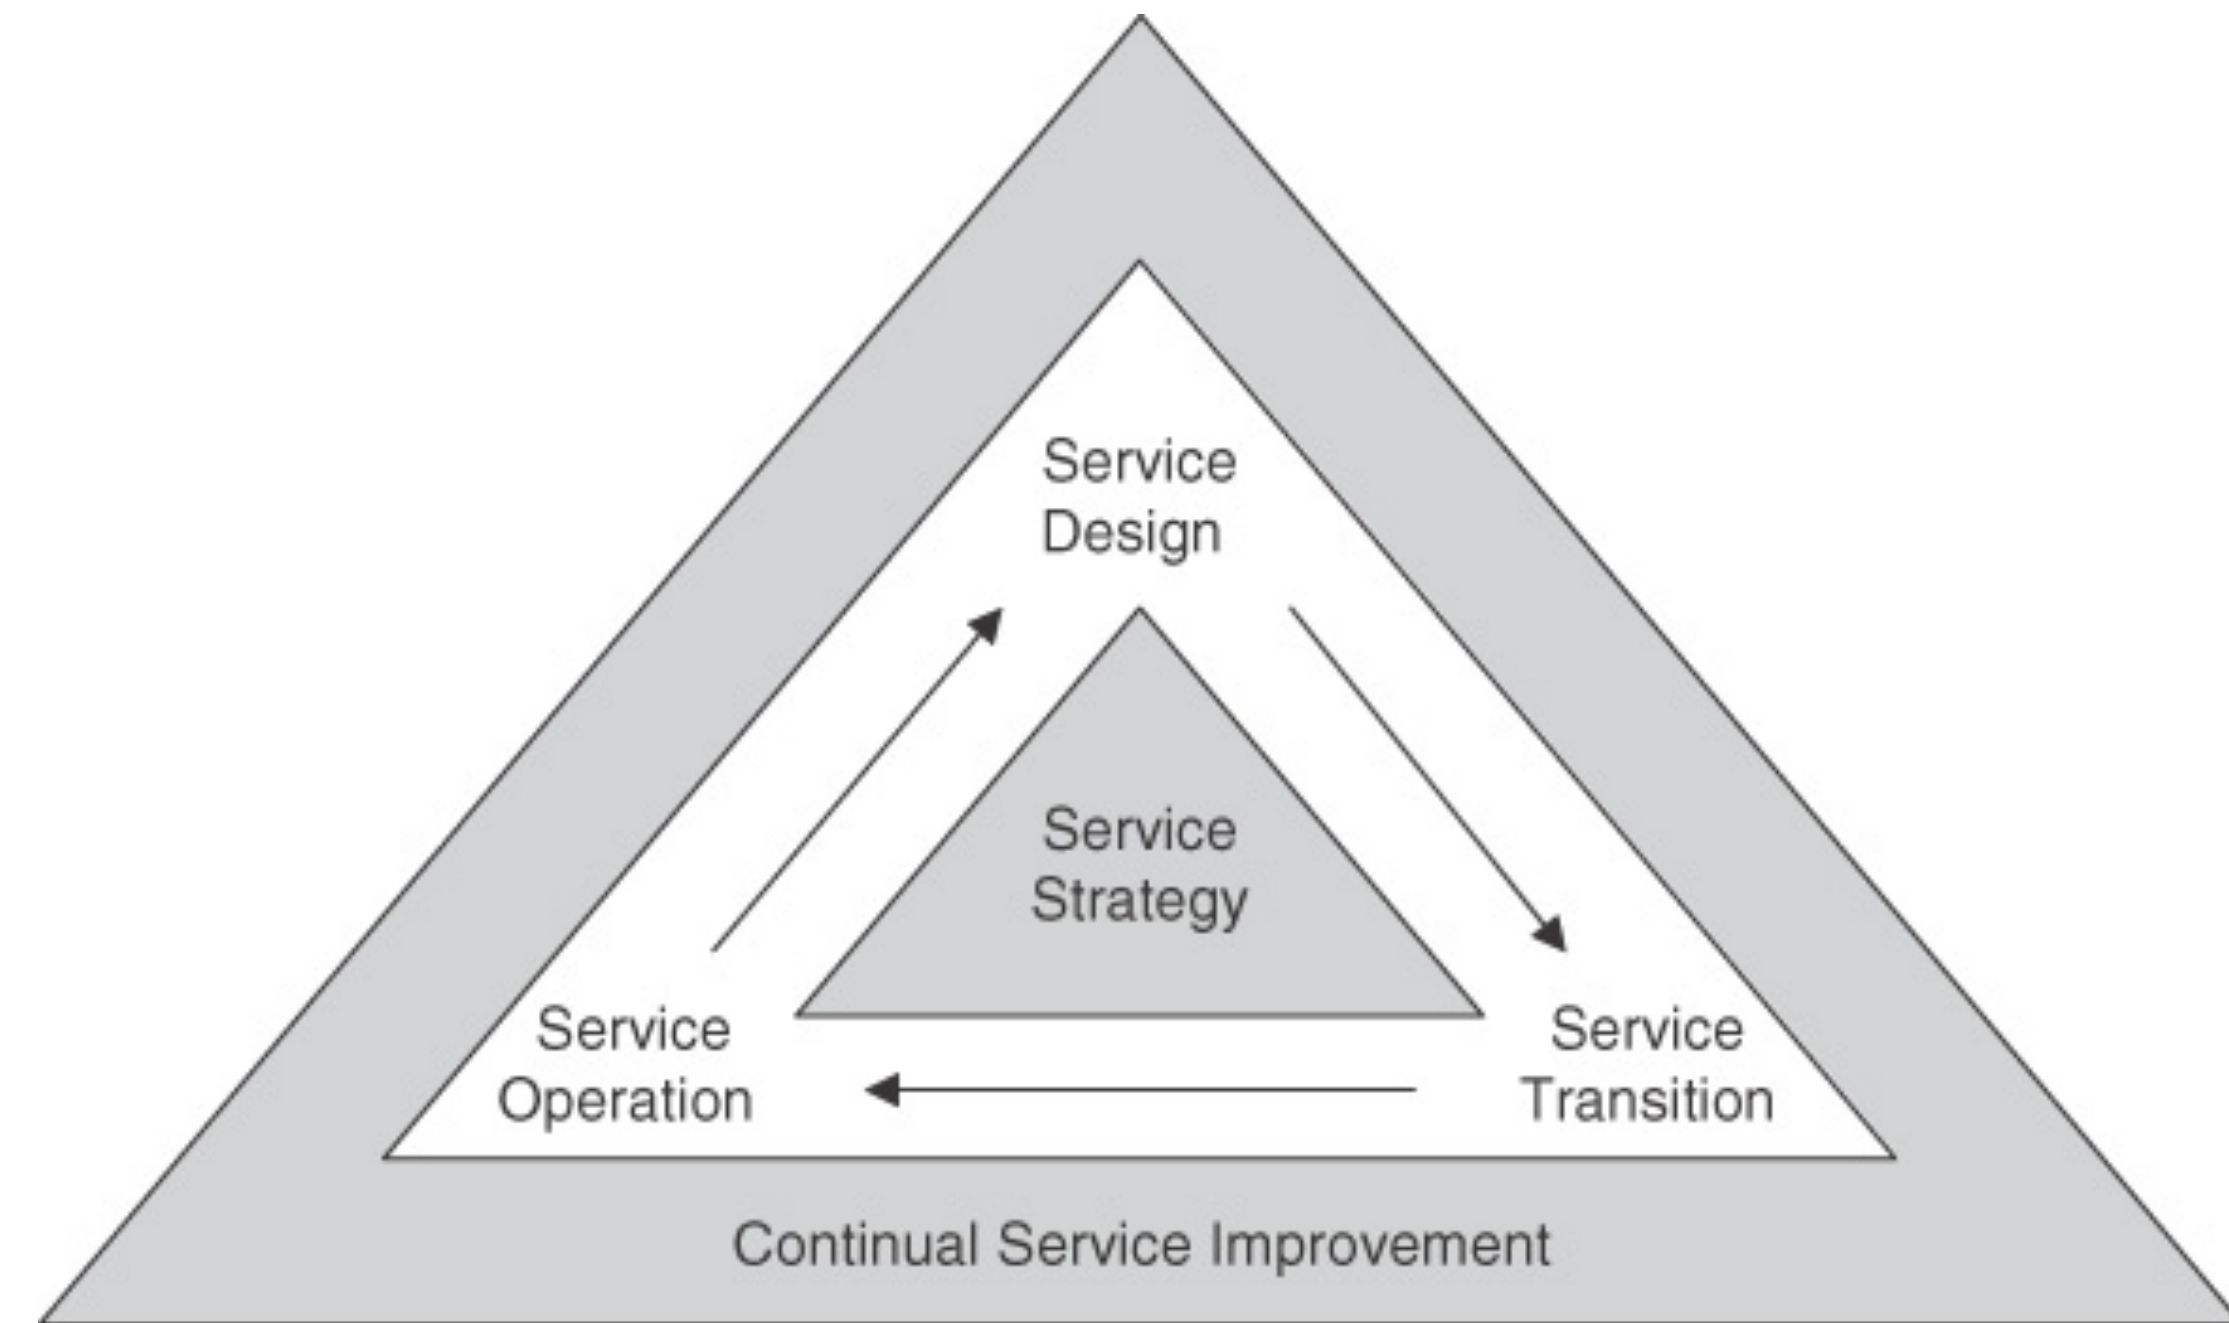 Service
Design
Service
Strategy
Service
Operation
Service
Transition
Continual Service Improvement